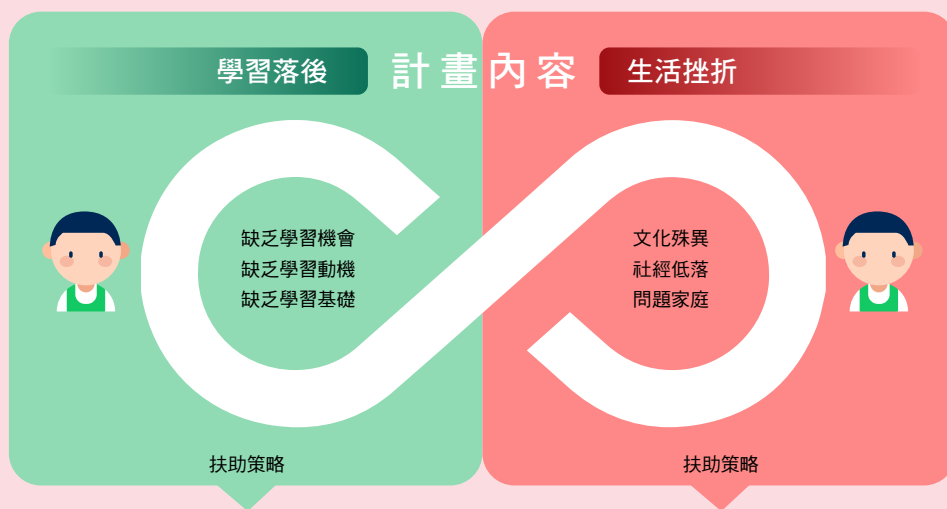 計畫內容
學習落後
缺乏學習機會
缺乏學習動機
缺乏學習基礎
扶助策略
生活挫折
文化殊異
社經低落
問題家庭
扶助策略